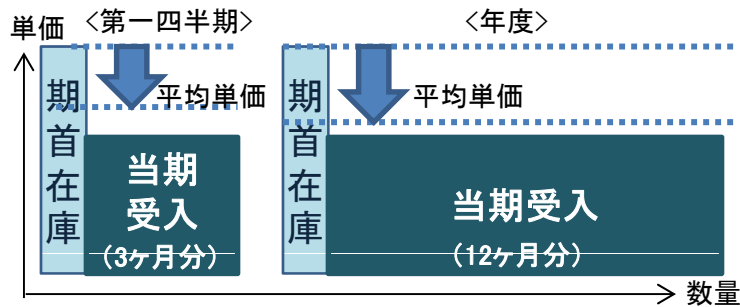 単価
<第一四半期>
<年度>
期首在庫
平均単価
当期
受入
(3ヶ月分)
期首在庫
平均単価
当期受入
(12ヶ月分)
数量